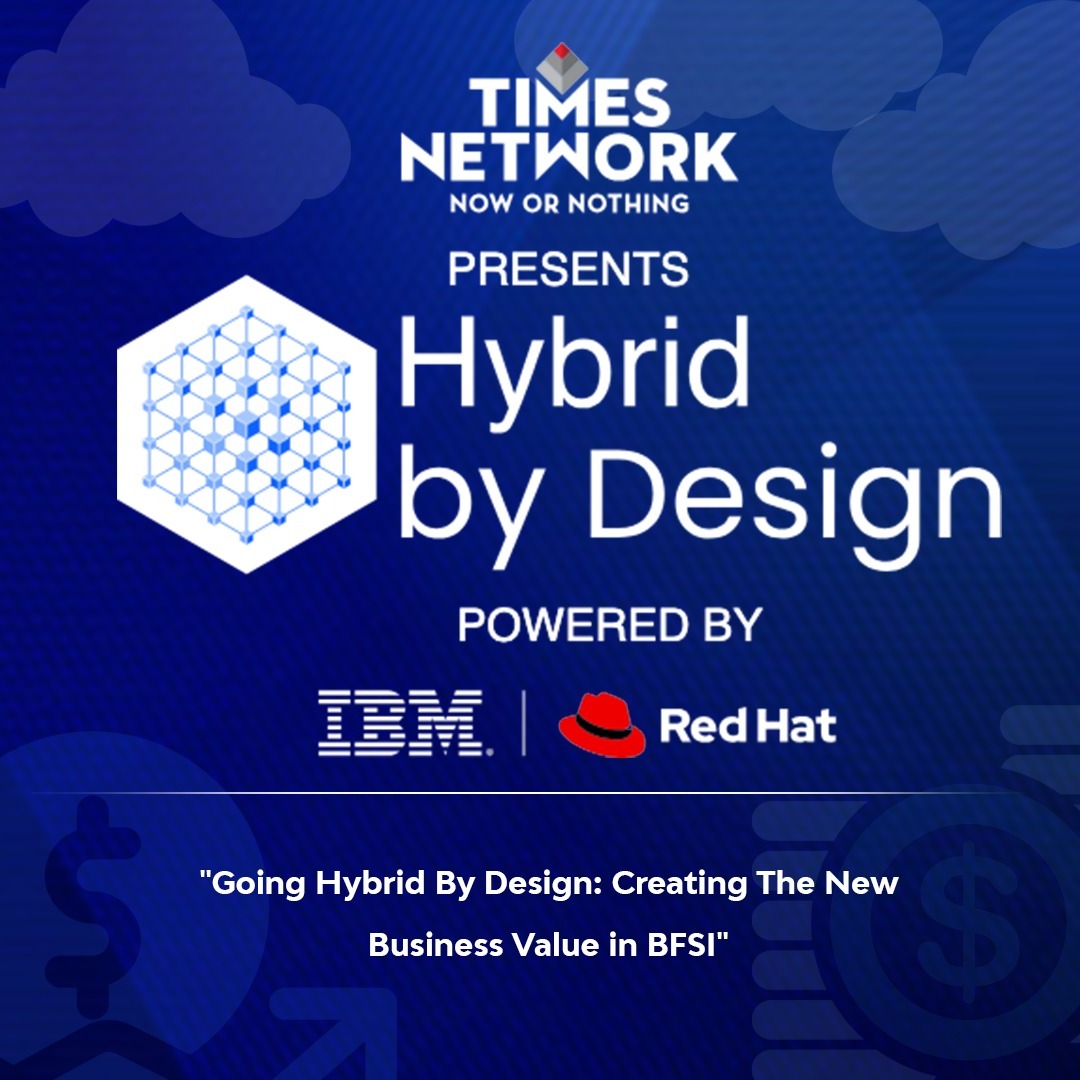 TIMES
NETWORK
NOW OR NOTHING
PRESENTS
Hybrid
by Design
POWERED BY
IBM® | Red Hat
"Going Hybrid By Design: Creating The New
Business Value in BFSI"